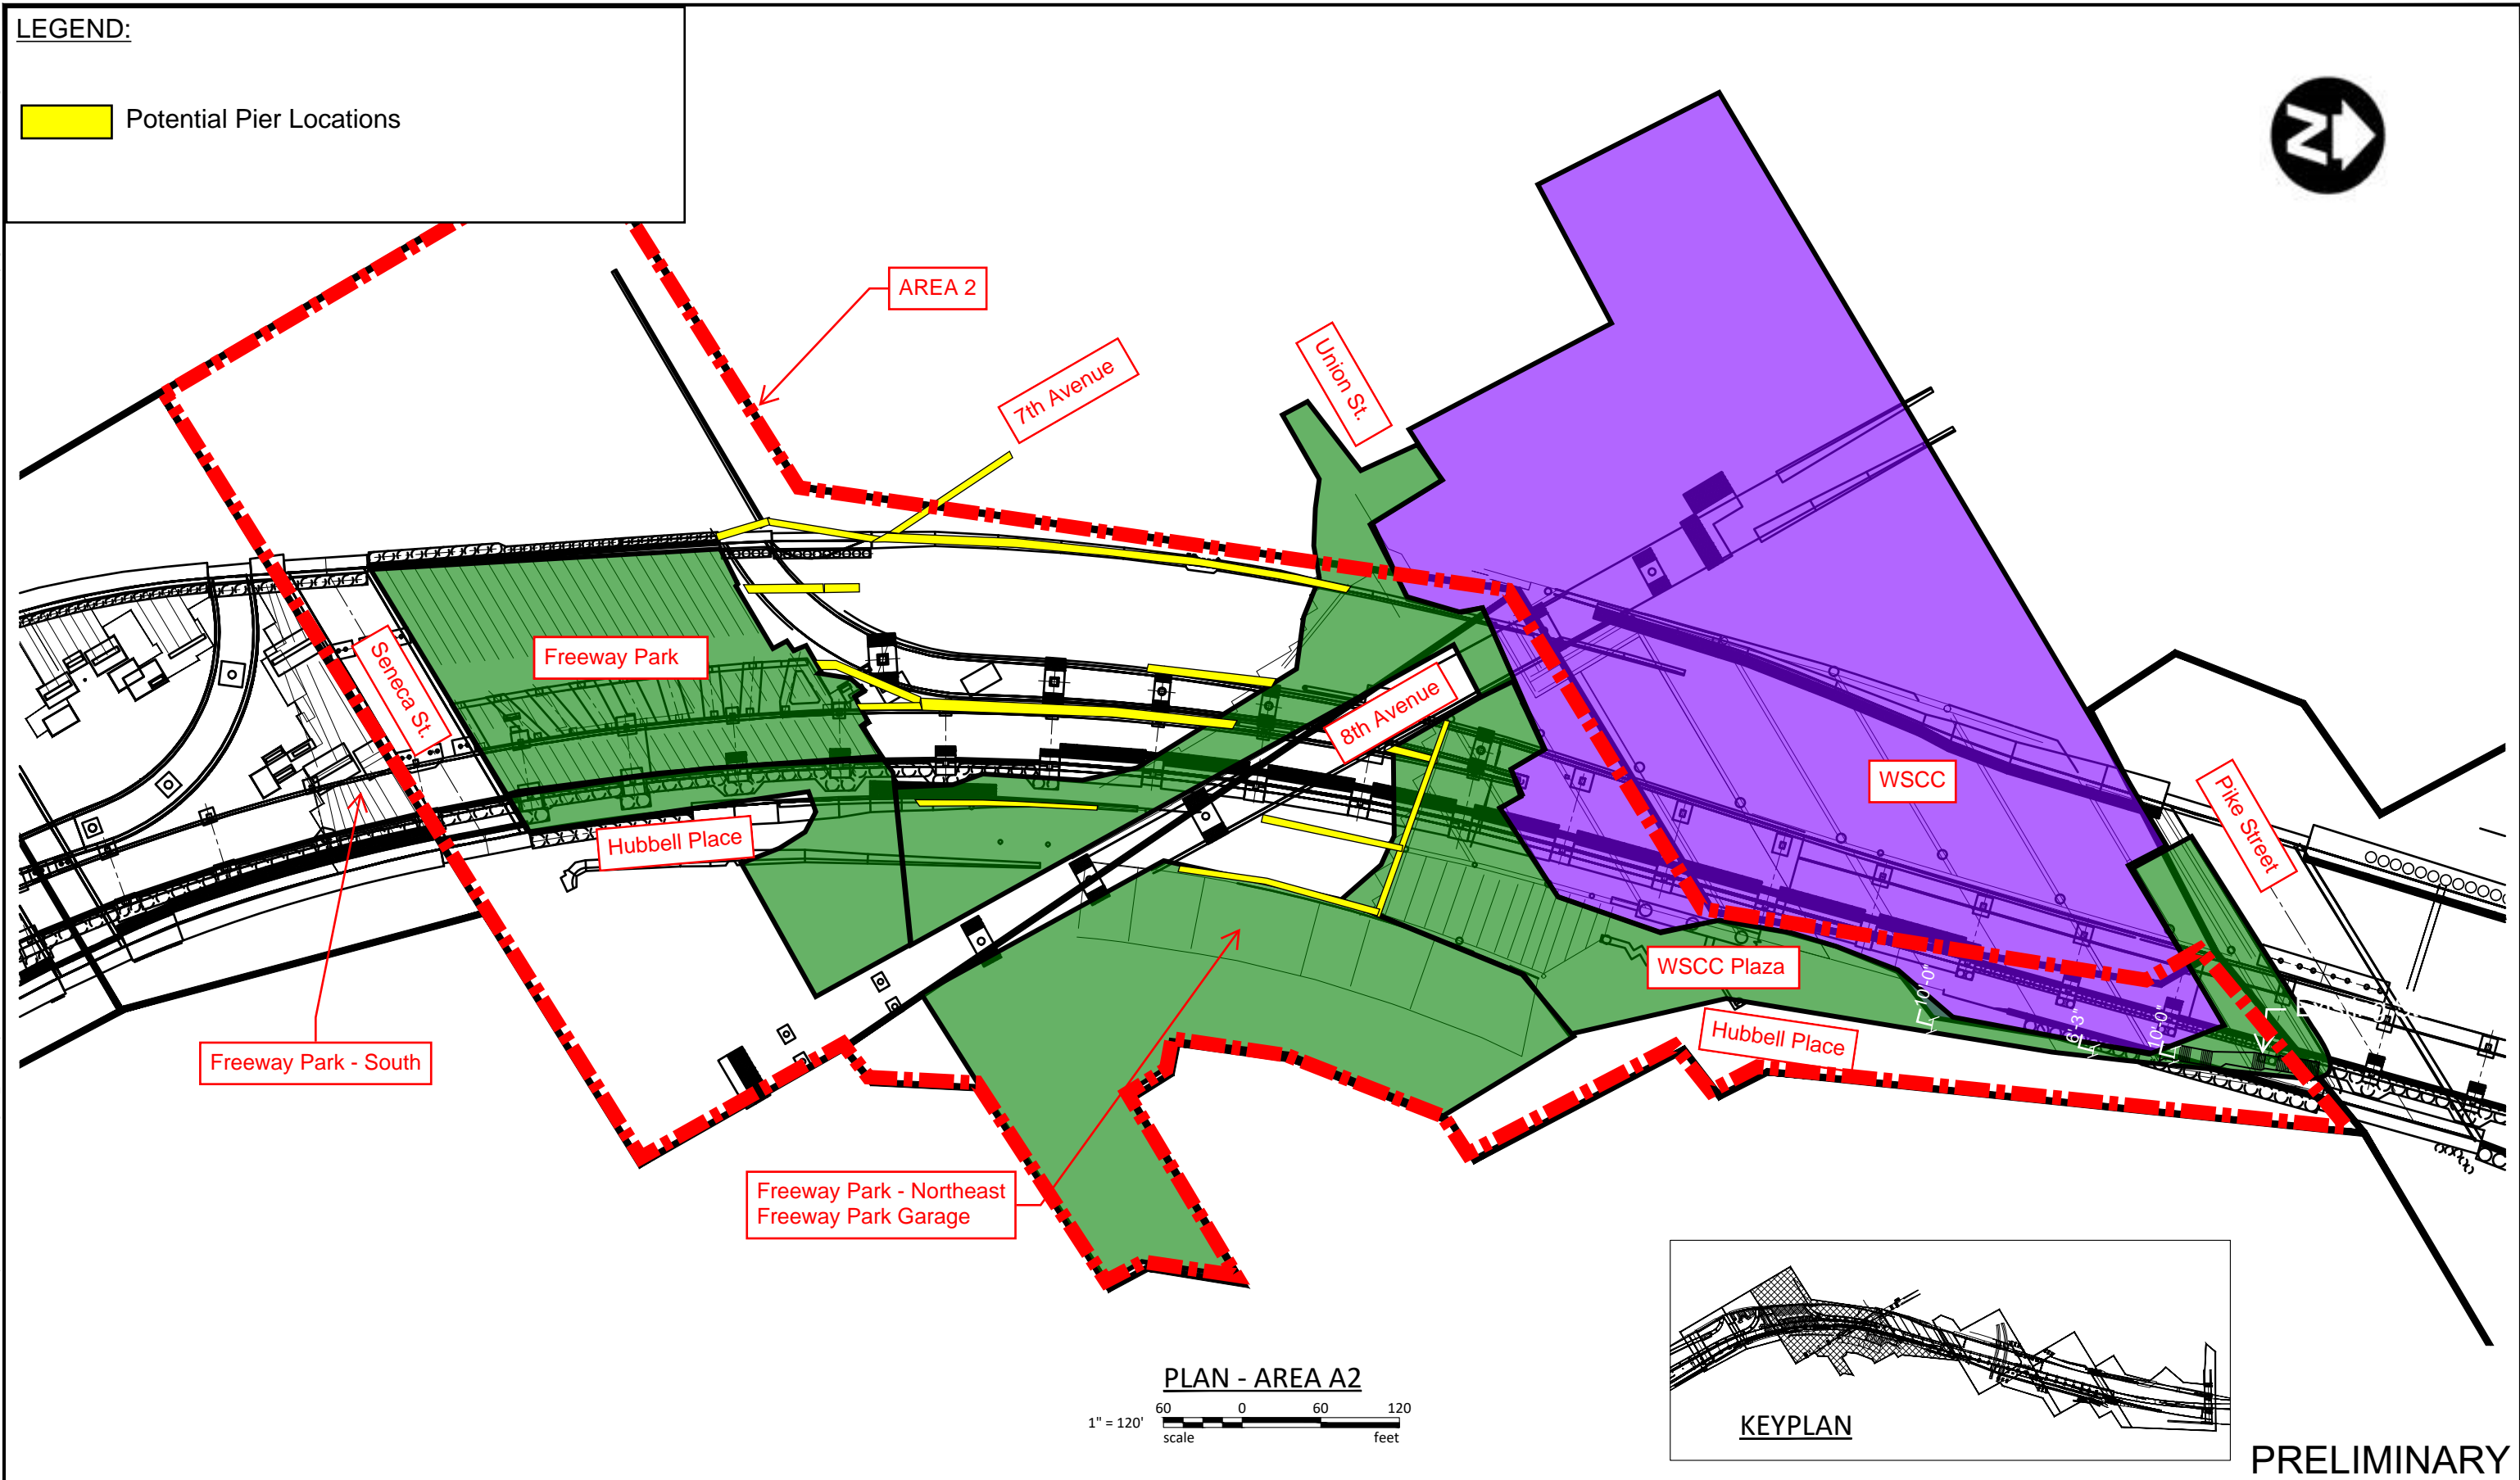 LEGEND:
Potential Pier Locations
N
AREA 2
7th Avenue
Union St.
Freeway Park
Seneca St.
8th Avenue
WSCC
Pike Street
Hubbell Place
WSCC Plaza
10'-0"
6'-3"
10'-0"
Hubbell Place
Freeway Park - South
Freeway Park - Northeast
Freeway Park Garage
PLAN - AREA A2
1" = 120'
60 0 60 120
scale feet
KEYPLAN
PRELIMINARY